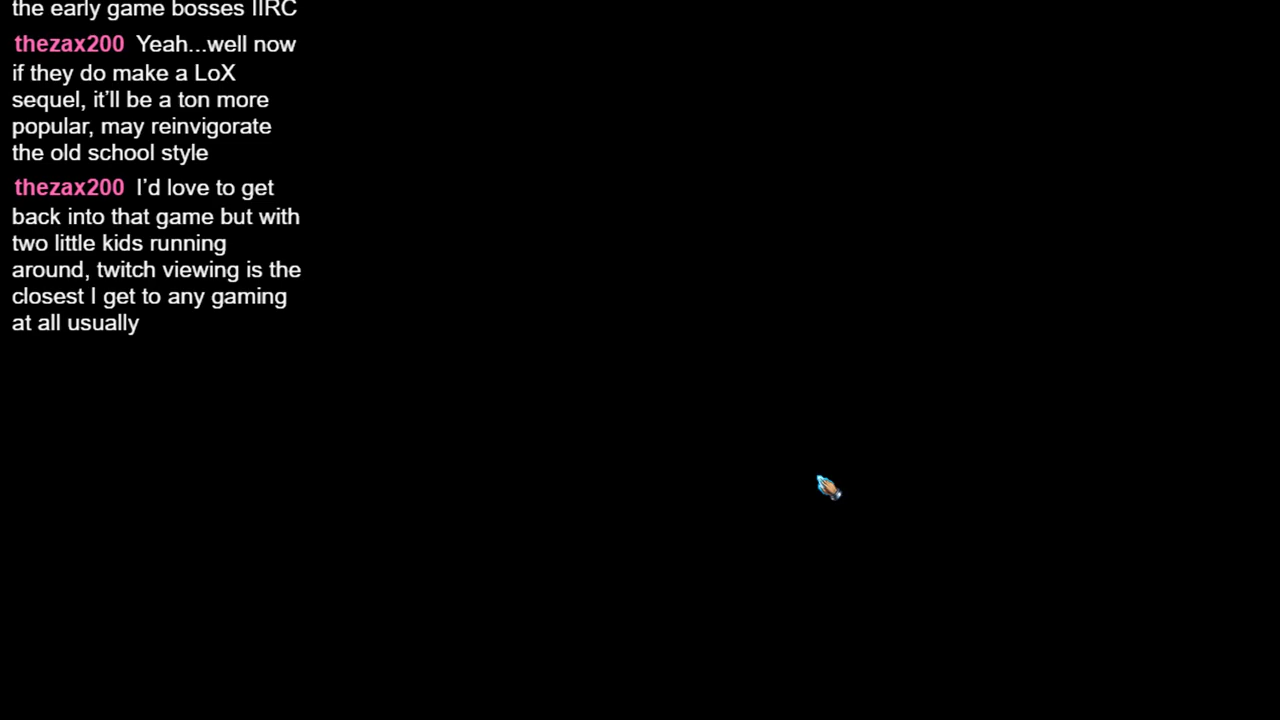 the early game bosses IIRC
thezax200 Yeah...well now
if they do make a LoX
sequel, it’ll be a ton more
popular, may reinvigorate
the old school style
thezax200 I’d love to get
back into that game but with
two little kids running
around, twitch viewing is the
closest I get to any gaming
at all usually